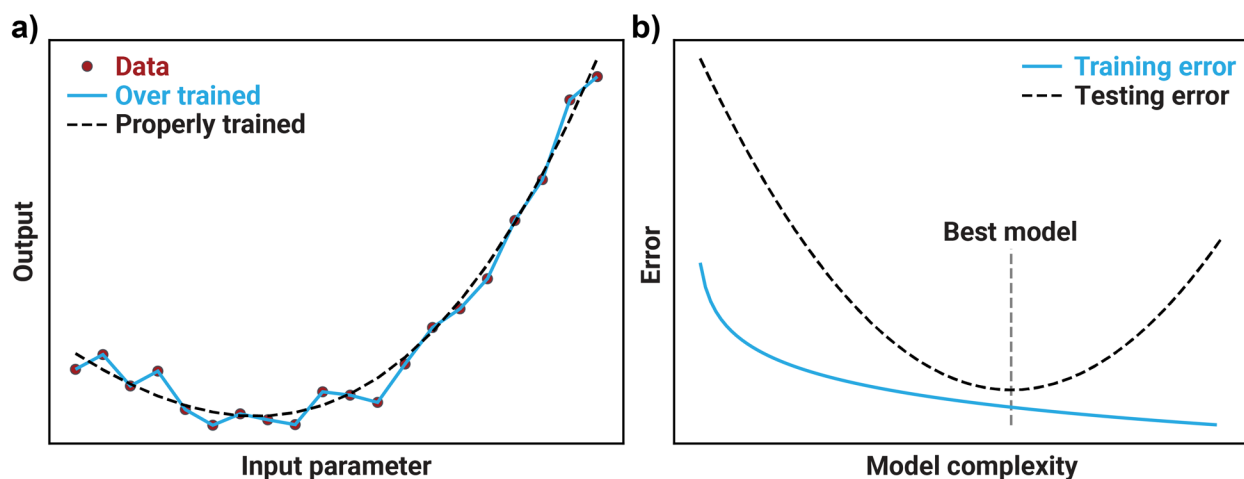 a)
Data
Over trained
Properly trained
Output
Input parameter
b)
Training error
Testing error
Best model
Error
Model complexity